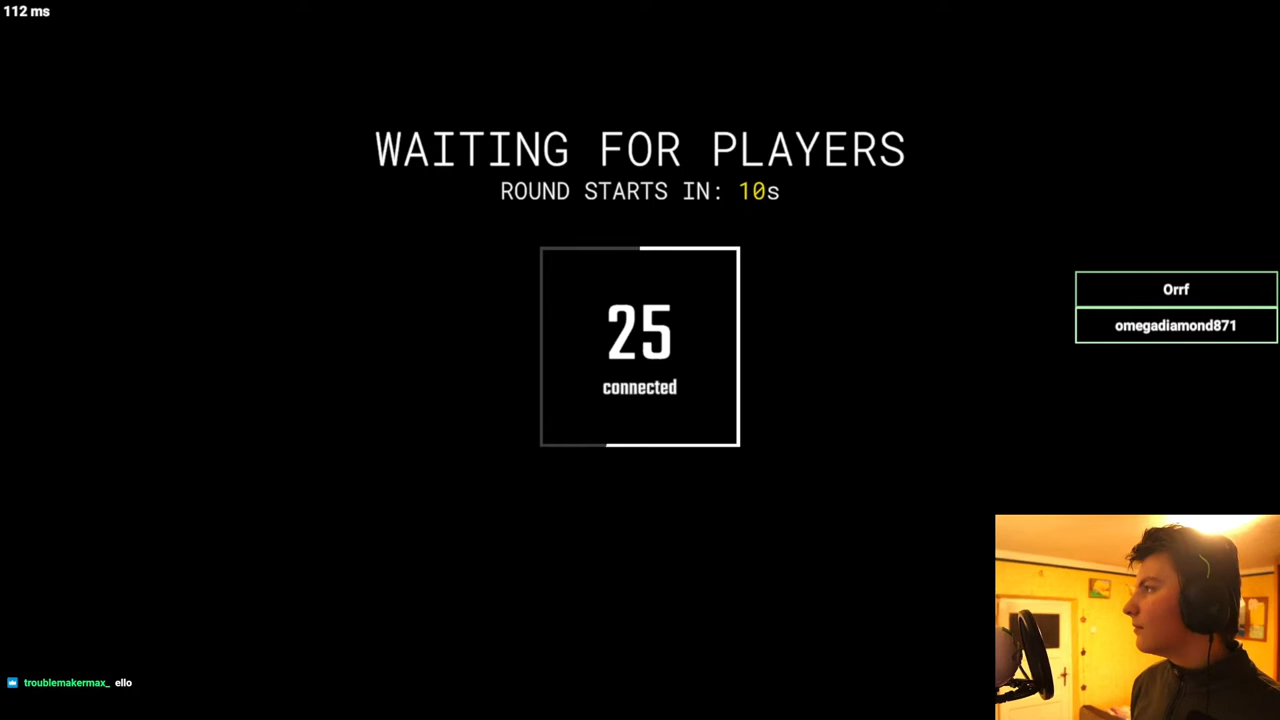 112 ms
WAITING FOR PLAYERS
ROUND STARTS IN: 10s
25
connected
Orrf
omegadiamond871
troublemakermax_ ello